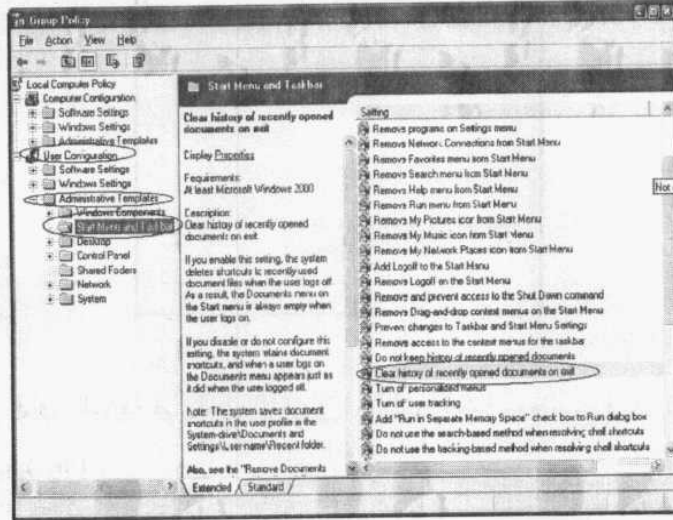 Group Policy
File Action View Help
Local Computer Policy
Computer Configuration
Software Settings
Windows Settings
Administrative Templates
User Configuration
Software Settings
Windows Settings
Administrative Templates
Windows Components
Start Menu and Taskbar
Desktop
Control Panel
Shared Folders
Network
System
Start Menu and Taskbar
Clear history of recently opened
documents on exit
Display Properties
Requirements:
At least Microsoft Windows 2000
Description:
Clear history of recently opened
documents on exit.
If you enable this setting, the system
deletes shortcuts to recently used
document files when the user logs off.
As a result, the Documents menu on
the Start menu is always empty when
the user logs on.
If you disable or do not configure this
setting, the system retains document
shortcuts, and when a user logs on
the Documents menu appears just as
it did when the user logged off.
Note: The system saves document
shortcuts in the user profile in the
System-drive\Documents and
Settings\User-name\Recent folder.
Also, see the "Remove Documents
Setting
Remove programs on Settings menu
Remove Network Connections from Start Menu
Remove Favorites menu from Start Menu
Remove Search menu from Start Menu
Remove Help menu from Start Menu
Remove Run menu from Start Menu
Remove My Pictures icon from Start Menu
Remove My Music icon from Start Menu
Remove My Network Places icon from Start Menu
Add Logoff to the Start Menu
Remove Logoff on the Start Menu
Remove and prevent access to the Shut Down command
Remove Drag-and-drop context menus on the Start Menu
Prevent changes to Taskbar and Start Menu Settings
Remove access to the context menus for the taskbar
Do not keep history of recently opened documents
Clear history of recently opened documents on exit
Turn of personalized menus
Turn of user tracking
Add "Run in Separate Memory Space" check box to Run dialog box
Do not use the search-based method when resolving shell shortcuts
Do not use the tracking-based method when resolving shell shortcuts
Not
Extended Standard